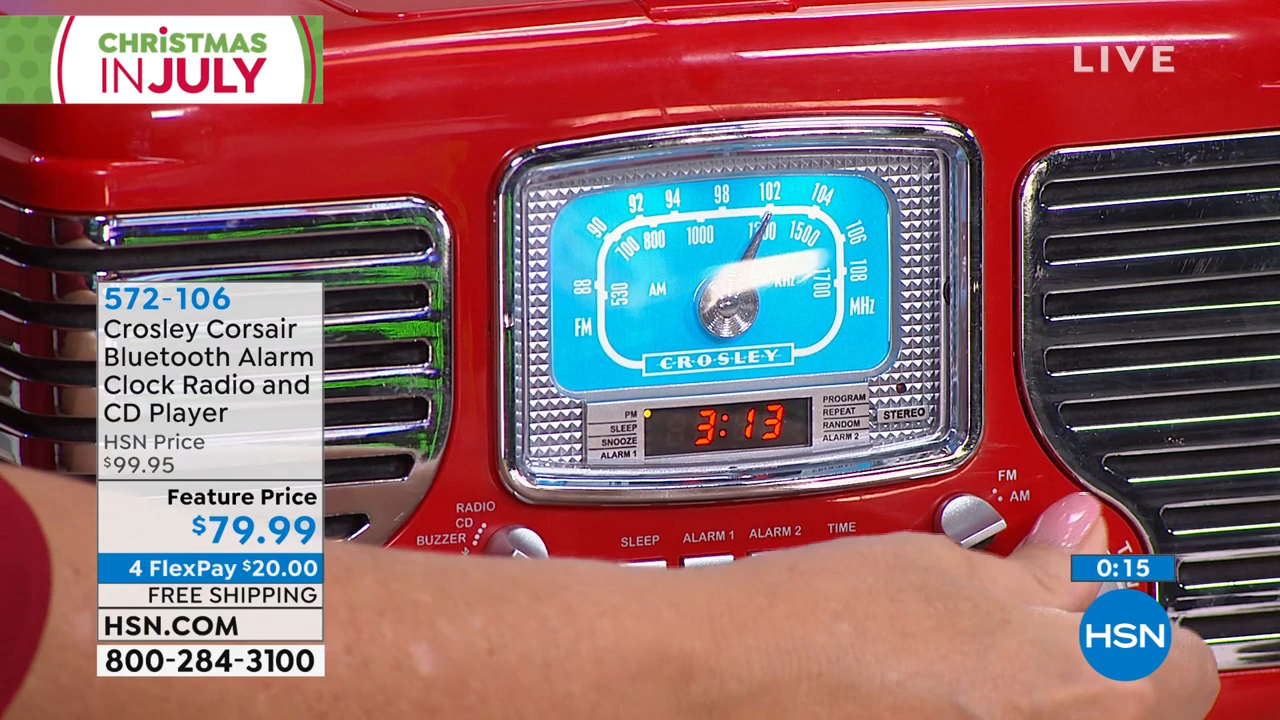 CHRiSTMAS
IN JULY
LIVE
572-106
Crosley Corsair
Bluetooth Alarm
Clock Radio and
CD Player
HSN Price
$99.95
Feature Price
$79.99
4 FlexPay $20.00
FREE SHIPPING
HSN.COM
800-284-3100
88 90 92 94 98 102 104 106 108
530 700 800 1000 1500 1700
AM KHz
FM MHz
CROSLEY
PM
SLEEP
SNOOZE
ALARM 1
3:13
PROGRAM
REPEAT
RANDOM
ALARM 2
STEREO
RADIO
CD
BUZZER
SLEEP ALARM 1 ALARM 2 TIME
FM
AM
0:15
HSN